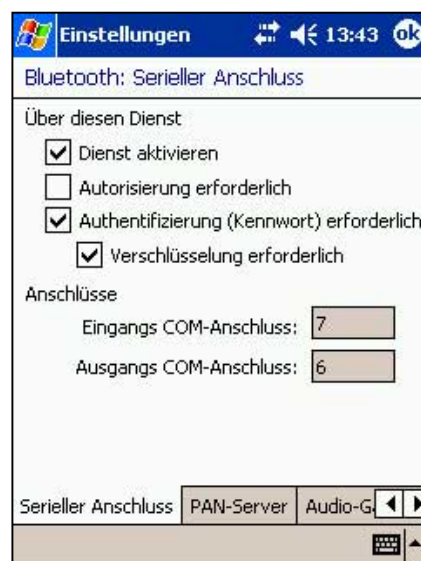 Einstellungen 13:43 ok
Bluetooth: Serieller Anschluss
Über diesen Dienst
Dienst aktivieren
Autorisierung erforderlich
Authentifizierung (Kennwort) erforderlich
Verschlüsselung erforderlich
Anschlüsse
Eingangs COM-Anschluss: 7
Ausgangs COM-Anschluss: 6
Serieller Anschluss PAN-Server Audio-G